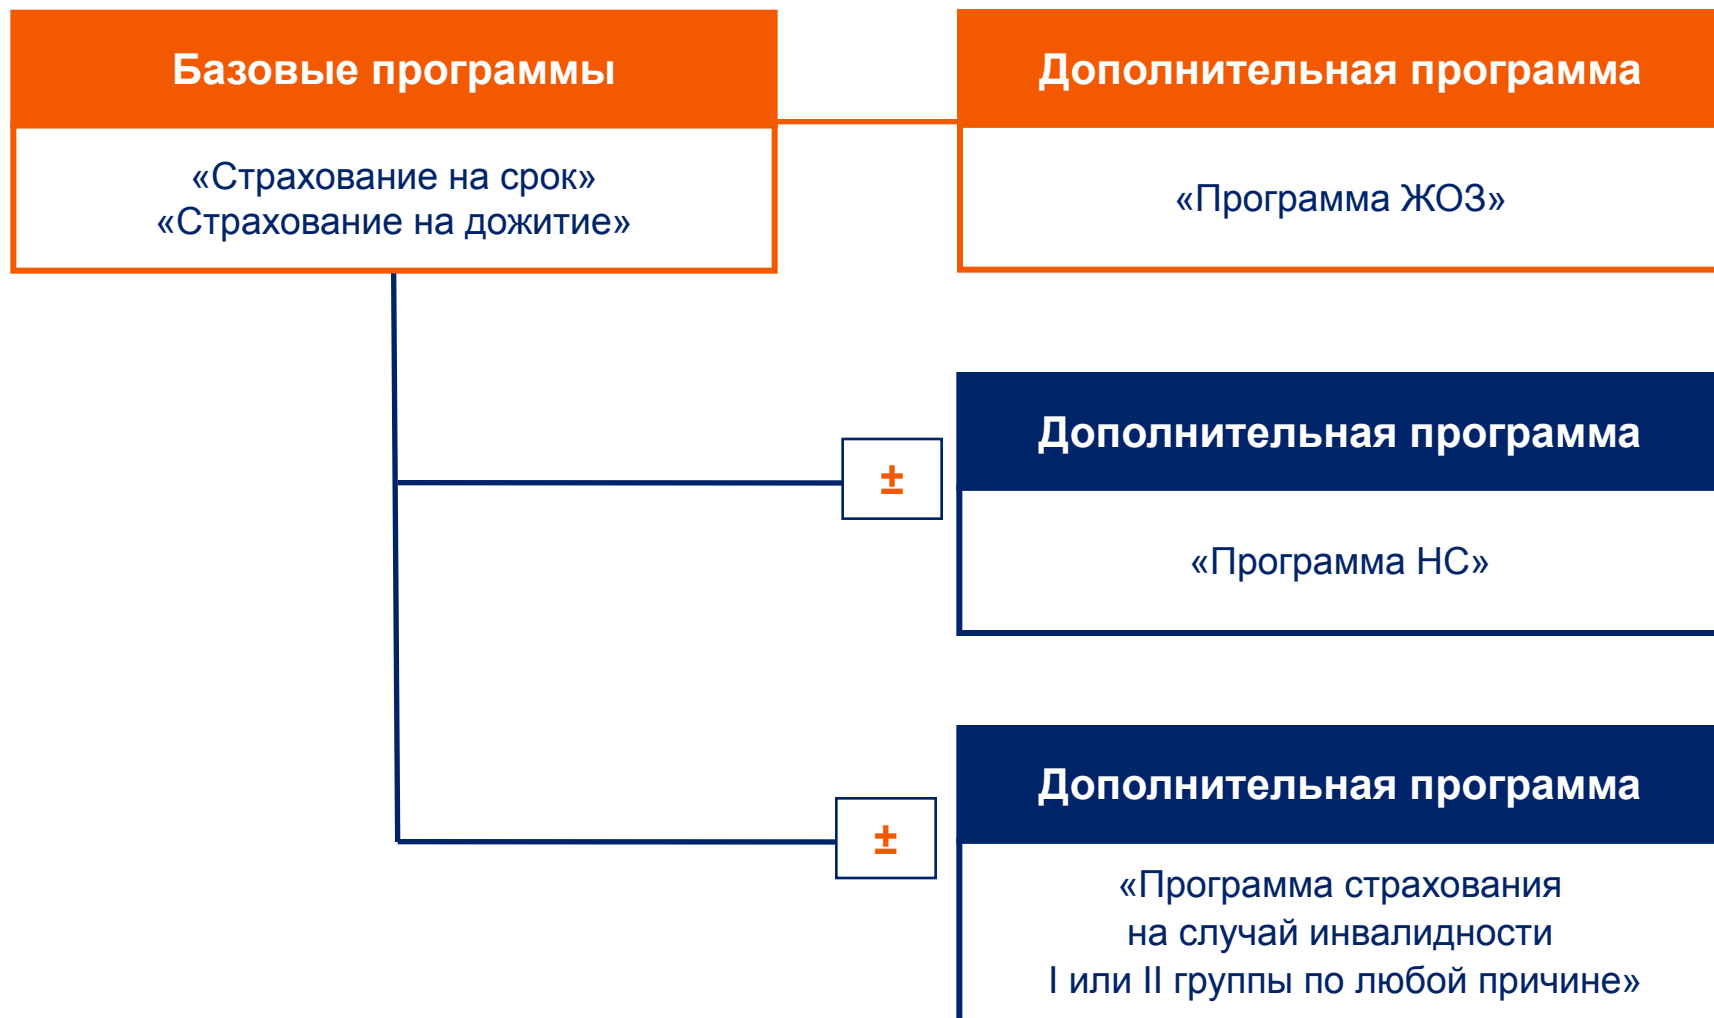 Базовые программы
«Страхование на срок»
«Страхование на дожитие»
Дополнительная программа
«Программа ЖОЗ»
±
Дополнительная программа
«Программа НС»
±
Дополнительная программа
«Программа страхования
на случай инвалидности
I или II группы по любой причине»